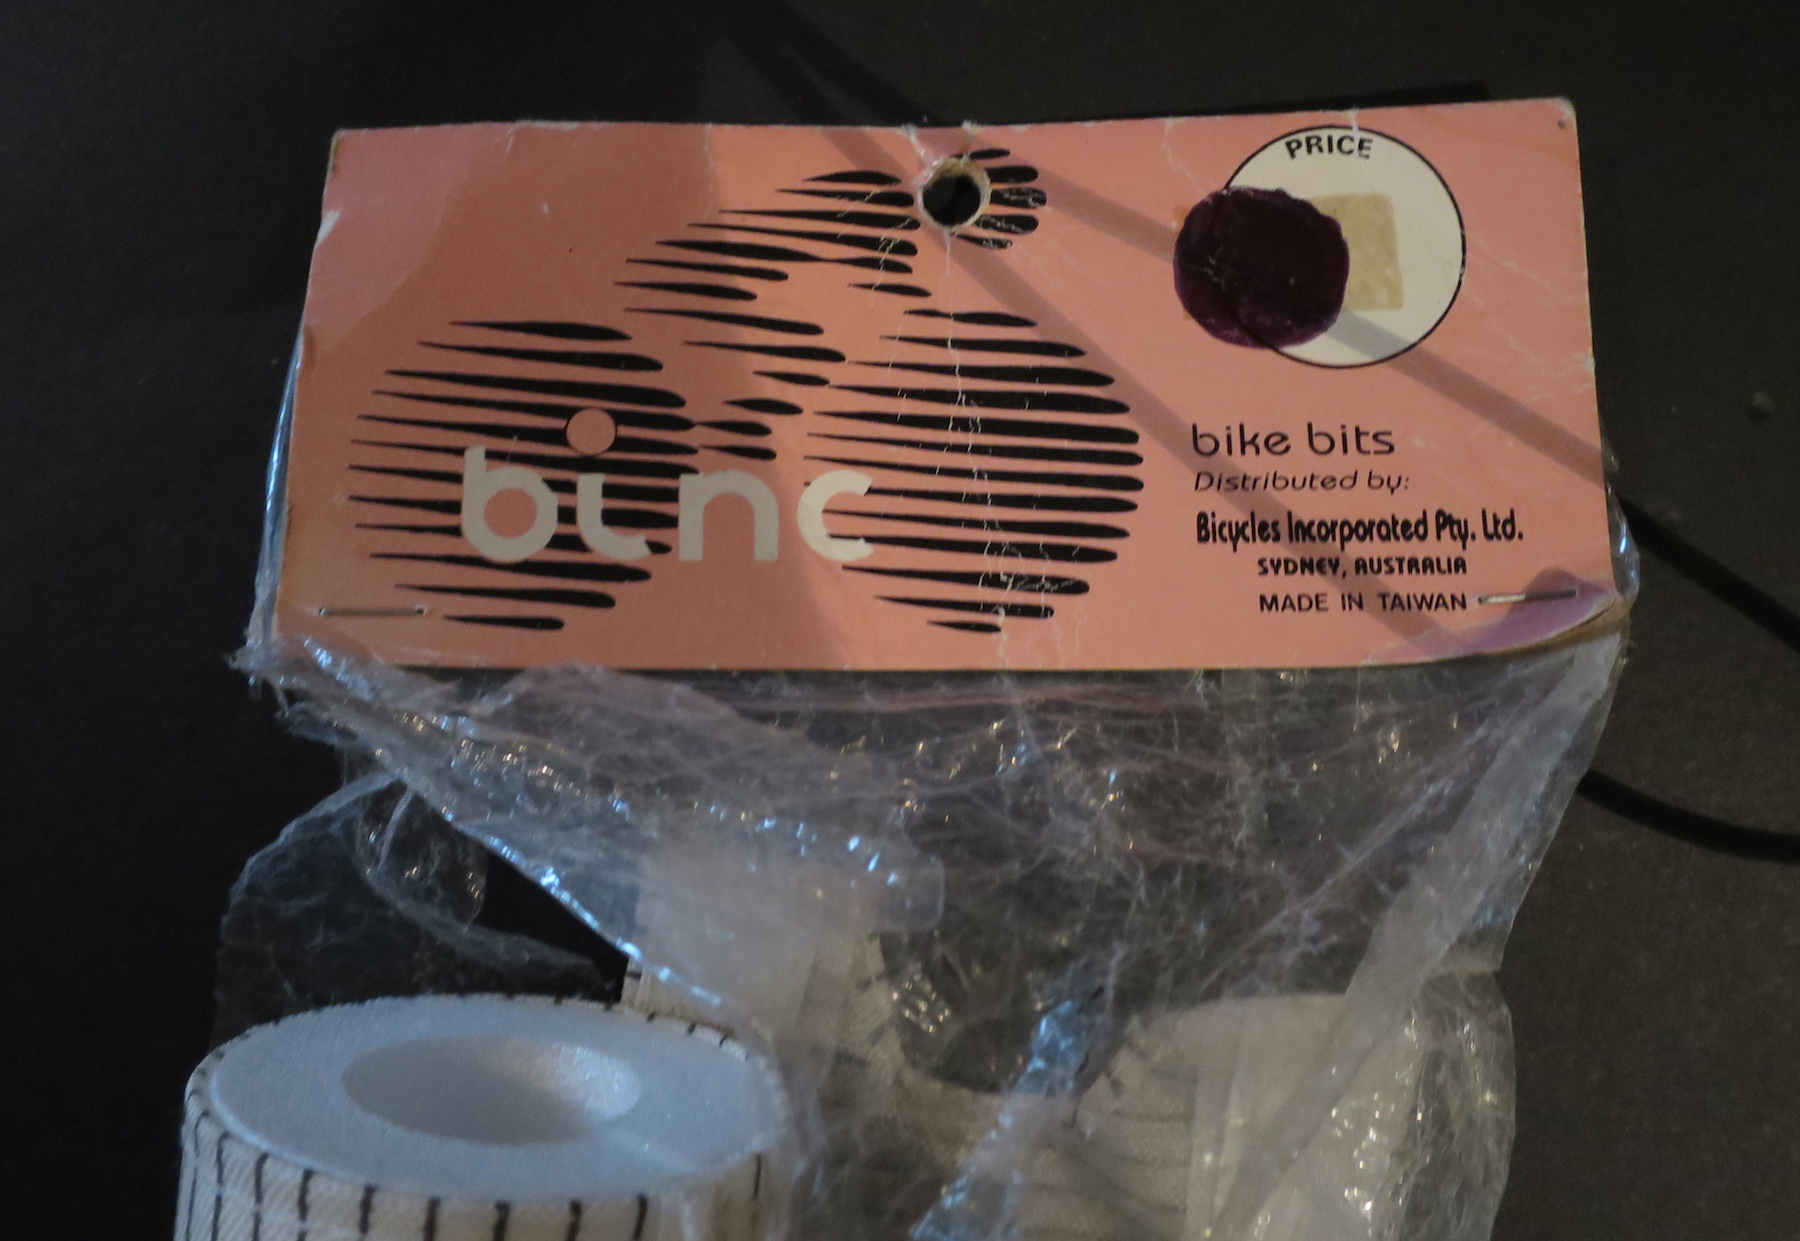 PRICE
binc
bike bits
Distributed by:
Bicycles Incorporated Pty. Ltd.
SYDNEY, AUSTRALIA
MADE IN TAIWAN